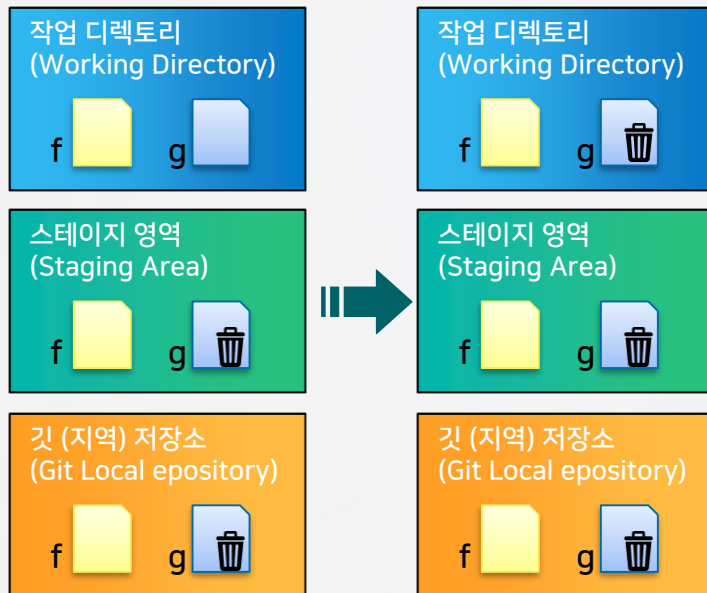 작업 디렉토리
(Working Directory)
f g
스테이지 영역
(Staging Area)
f g
깃 (지역) 저장소
(Git Local epository)
f g
작업 디렉토리
(Working Directory)
f g
스테이지 영역
(Staging Area)
f g
깃 (지역) 저장소
(Git Local epository)
f g